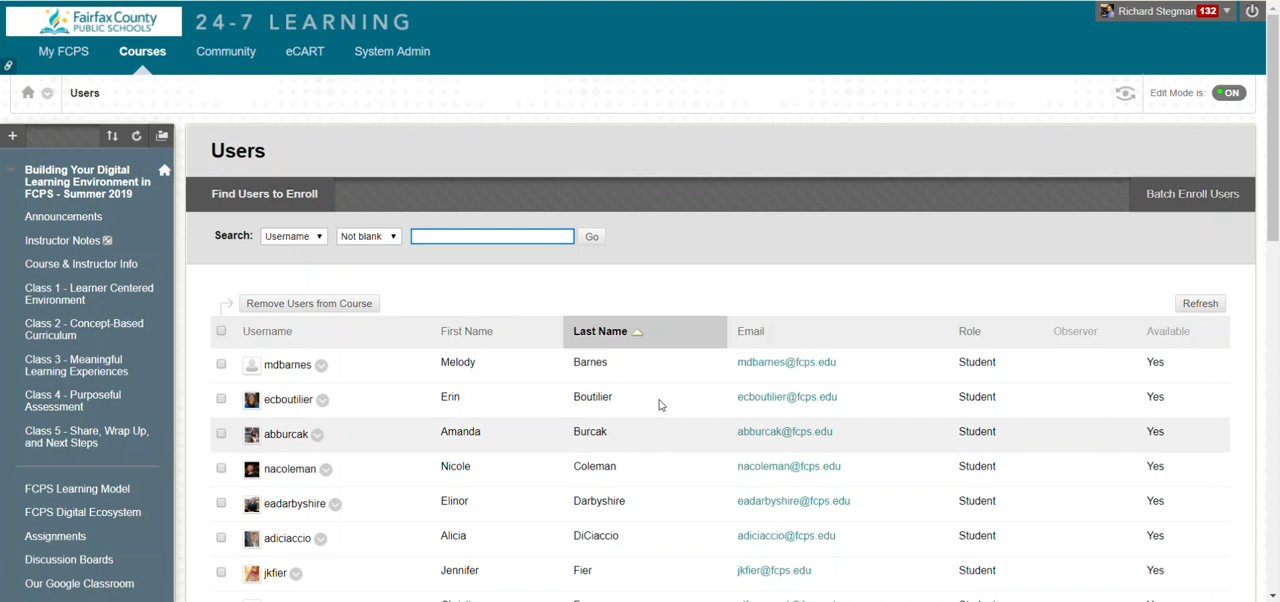 Fairfax County
PUBLIC SCHOOLS
24-7 LEARNING
Richard Stegman 132
My FCPS Courses Community eCART System Admin
Users
Edit Mode is: ON
Building Your Digital
Learning Environment in
FCPS - Summer 2019
Announcements
Instructor Notes
Course & Instructor Info
Class 1 - Learner Centered
Environment
Class 2 - Concept-Based
Curriculum
Class 3 - Meaningful
Learning Experiences
Class 4 - Purposeful
Assessment
Class 5 - Share, Wrap Up,
and Next Steps
FCPS Learning Model
FCPS Digital Ecosystem
Assignments
Discussion Boards
Our Google Classroom
Users
Find Users to Enroll
Batch Enroll Users
Search: Username Not blank Go
Remove Users from Course
Refresh
Username First Name Last Name Email Role Observer Available
mdbarnes Melody Barnes mdbarnes@fcps.edu Student Yes
ecboutilier Erin Boutilier ecboutilier@fcps.edu Student Yes
abburcak Amanda Burcak abburcak@fcps.edu Student Yes
nacoleman Nicole Coleman nacoleman@fcps.edu Student Yes
eadarbyshire Elinor Darbyshire eadarbyshire@fcps.edu Student Yes
adiciaccio Alicia DiCiaccio adiciaccio@fcps.edu Student Yes
jkfier Jennifer Fier jkfier@fcps.edu Student Yes